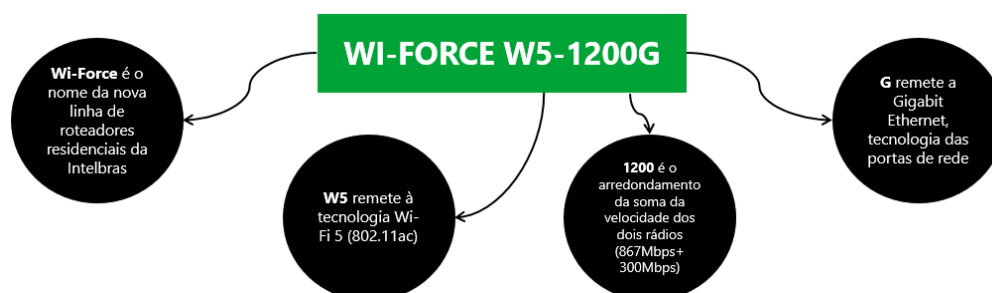 WI-FORCE W5-1200G
Wi-Force é o
nome da nova
linha de
roteadores
residenciais da
Intelbras
W5 remete à
tecnologia Wi-
Fi 5 (802.11ac)
1200 é o
arredondamento
da soma da
velocidade dos
dois rádios
(867Mbps+
300Mbps)
G remete a
Gigabit
Ethernet,
tecnologia das
portas de rede